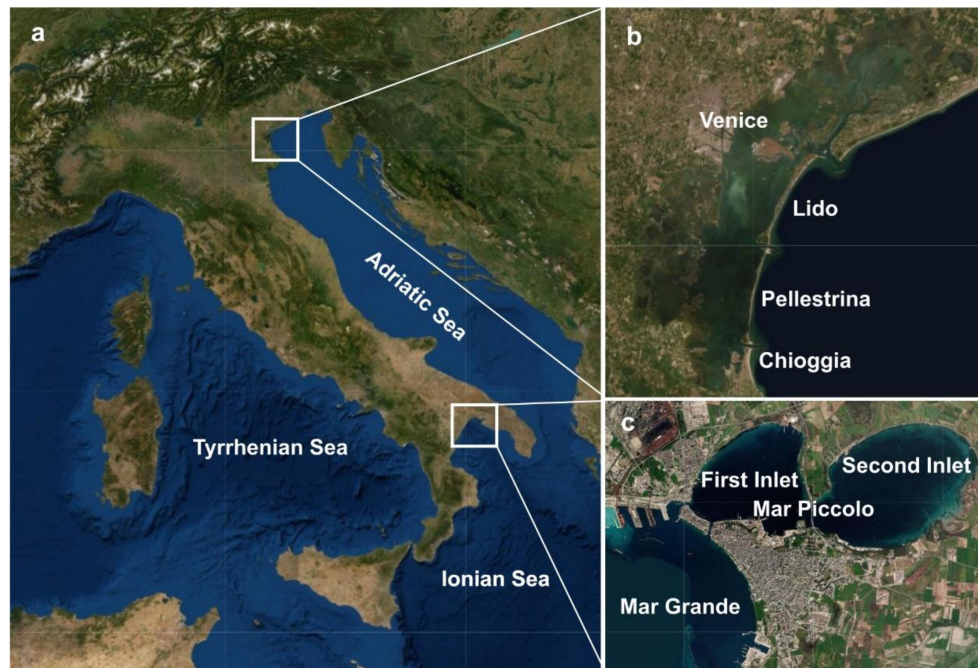 a
Adriatic Sea
Tyrrhenian Sea
Ionian Sea
b
Venice
Lido
Pellestrina
Chioggia
c
First Inlet
Second Inlet
Mar Piccolo
Mar Grande